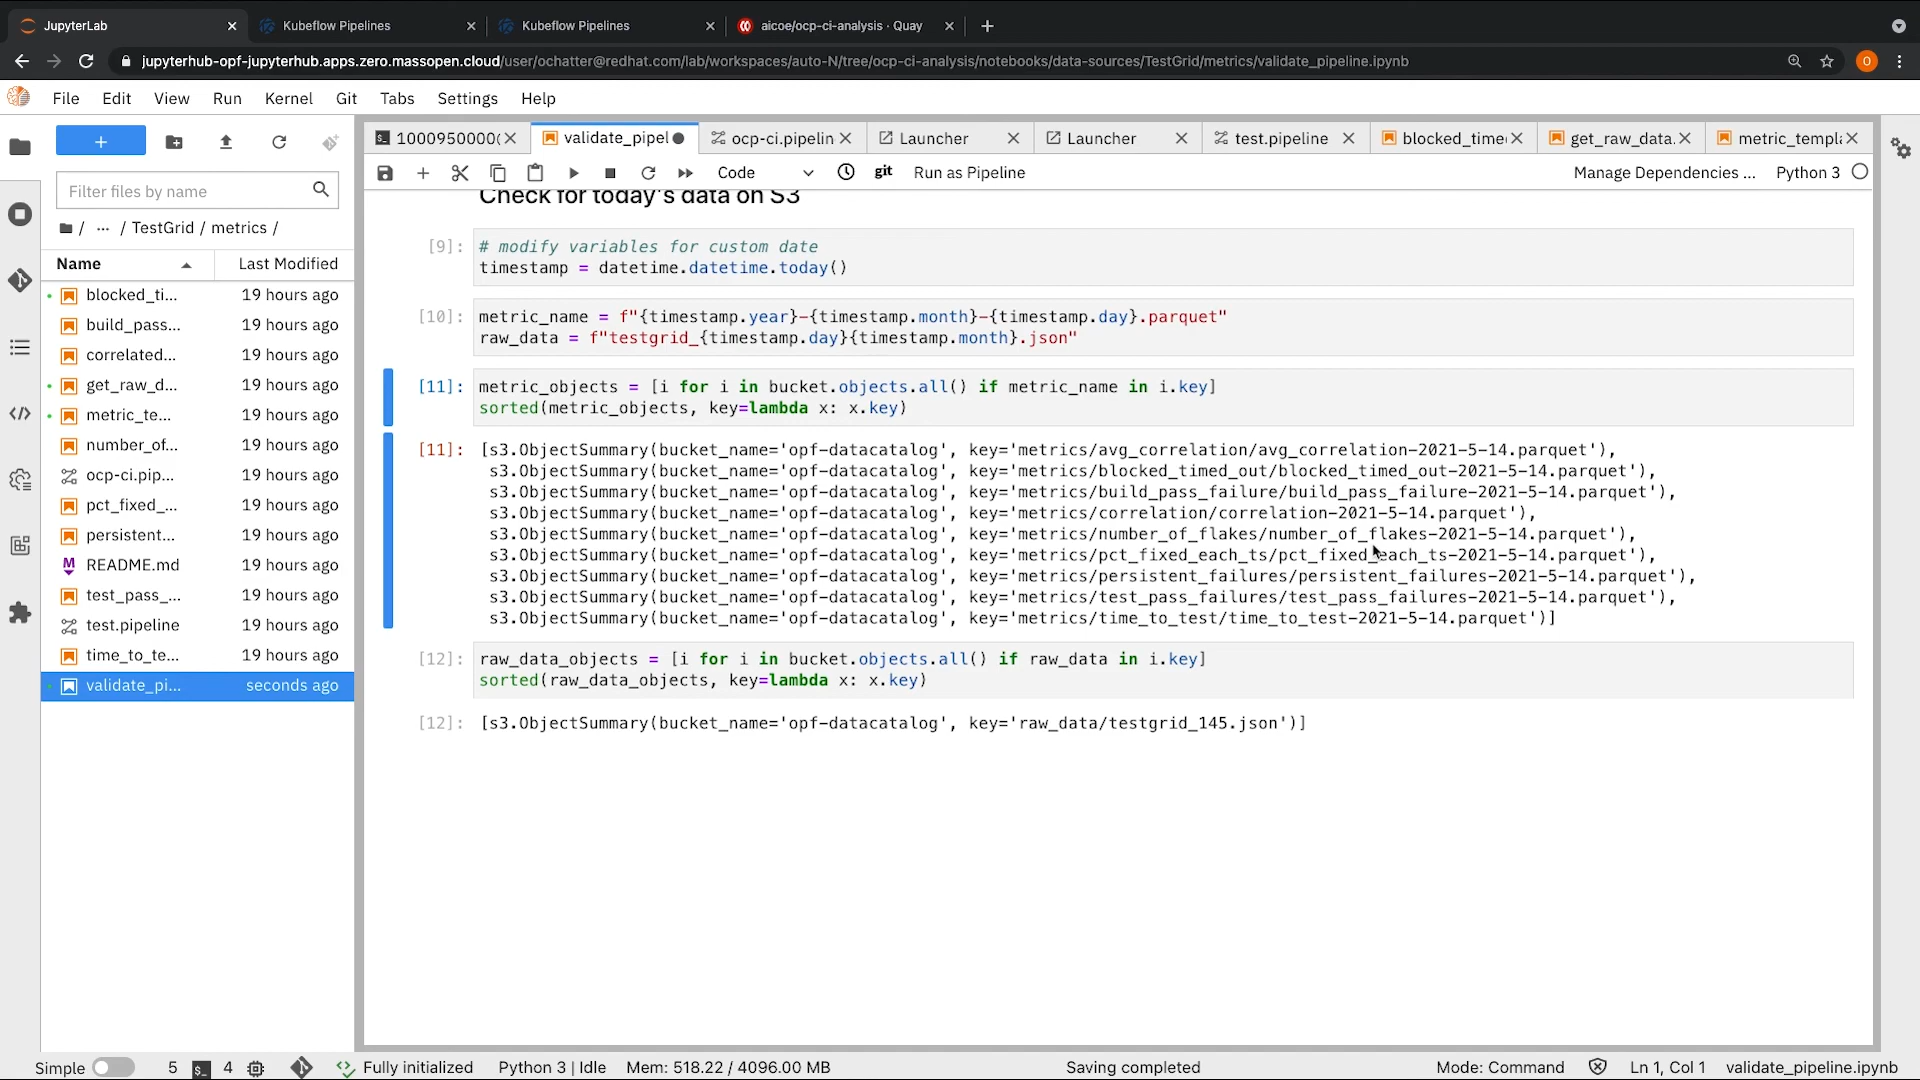 JupyterLab
Kubeflow Pipelines
Kubeflow Pipelines
aicoe/ocp-ci-analysis · Quay
jupyterhub-opf-jupyterhub.apps.zero.massopen.cloud/user/ochatter@redhat.com/lab/workspaces/auto-N/tree/ocp-ci-analysis/notebooks/data-sources/TestGrid/metrics/validate_pipeline.ipynb
O
File Edit View Run Kernel Git Tabs Settings Help
1000950000(
validate_pipel
ocp-ci.pipelin
Launcher
Launcher
test.pipeline
blocked_time
get_raw_data.
metric_templa
Code
git
Run as Pipeline
Manage Dependencies ...
Python 3
Filter files by name
/ ... / TestGrid / metrics /
Name Last Modified
blocked_ti... 19 hours ago
build_pass... 19 hours ago
correlated... 19 hours ago
get_raw_d... 19 hours ago
metric_te... 19 hours ago
number_of... 19 hours ago
ocp-ci.pip... 19 hours ago
pct_fixed_... 19 hours ago
persistent... 19 hours ago
README.md 19 hours ago
test_pass_... 19 hours ago
test.pipeline 19 hours ago
time_to_te... 19 hours ago
validate_pi... seconds ago
Check for today's data on S3
[9]: # modify variables for custom date
timestamp = datetime.datetime.today()
[10]: metric_name = f"{timestamp.year}-{timestamp.month}-{timestamp.day}.parquet"
raw_data = f"testgrid_{timestamp.day}{timestamp.month}.json"
[11]: metric_objects = [i for i in bucket.objects.all() if metric_name in i.key]
sorted(metric_objects, key=lambda x: x.key)
[11]: [s3.ObjectSummary(bucket_name='opf-datacatalog', key='metrics/avg_correlation/avg_correlation-2021-5-14.parquet'),
s3.ObjectSummary(bucket_name='opf-datacatalog', key='metrics/blocked_timed_out/blocked_timed_out-2021-5-14.parquet'),
s3.ObjectSummary(bucket_name='opf-datacatalog', key='metrics/build_pass_failure/build_pass_failure-2021-5-14.parquet'),
s3.ObjectSummary(bucket_name='opf-datacatalog', key='metrics/correlation/correlation-2021-5-14.parquet'),
s3.ObjectSummary(bucket_name='opf-datacatalog', key='metrics/number_of_flakes/number_of_flakes-2021-5-14.parquet'),
s3.ObjectSummary(bucket_name='opf-datacatalog', key='metrics/pct_fixed_each_ts/pct_fixed_each_ts-2021-5-14.parquet'),
s3.ObjectSummary(bucket_name='opf-datacatalog', key='metrics/persistent_failures/persistent_failures-2021-5-14.parquet'),
s3.ObjectSummary(bucket_name='opf-datacatalog', key='metrics/test_pass_failures/test_pass_failures-2021-5-14.parquet'),
s3.ObjectSummary(bucket_name='opf-datacatalog', key='metrics/time_to_test/time_to_test-2021-5-14.parquet')]
[12]: raw_data_objects = [i for i in bucket.objects.all() if raw_data in i.key]
sorted(raw_data_objects, key=lambda x: x.key)
[12]: [s3.ObjectSummary(bucket_name='opf-datacatalog', key='raw_data/testgrid_145.json')]
Simple 5 4 Fully initialized Python 3 | Idle Mem: 518.22 / 4096.00 MB Saving completed Mode: Command Ln 1, Col 1 validate_pipeline.ipynb